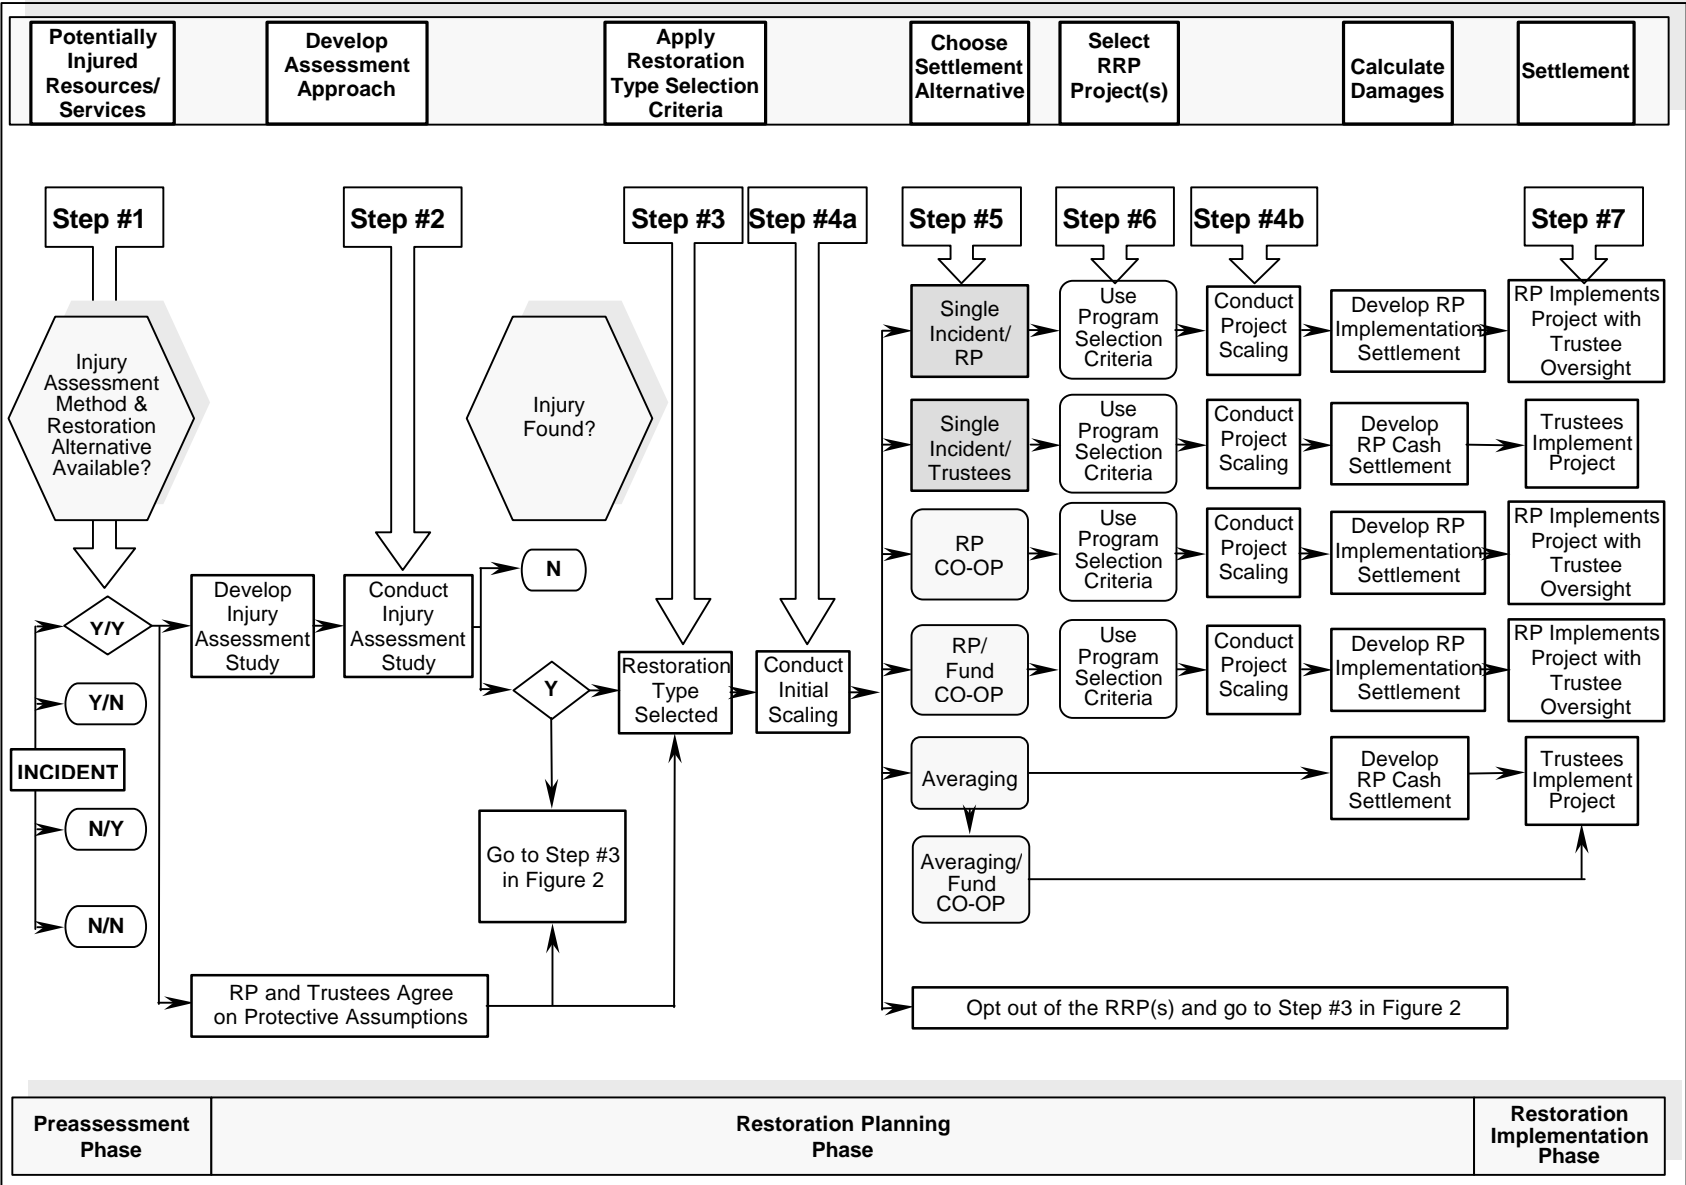 Potentially
Injured
Resources/
Services
Develop
Assessment
Approach
Apply
Restoration
Type Selection
Criteria
Choose
Settlement
Alternative
Select
RRP
Project(s)
Calculate
Damages
Settlement
Step #1
Step #2
Step #3
Step #4a
Step #5
Step #6
Step #4b
Step #7
Injury
Assessment
Method &
Restoration
Alternative
Available?
Injury
Found?
INCIDENT
Y/Y
Y/N
N/Y
N/N
Develop
Injury
Assessment
Study
Conduct
Injury
Assessment
Study
N
Y
Go to Step #3
in Figure 2
RP and Trustees Agree
on Protective Assumptions
Restoration
Type
Selected
Conduct
Initial
Scaling
Single
Incident/
RP
Use
Program
Selection
Criteria
Conduct
Project
Scaling
Develop RP
Implementation
Settlement
RP Implements
Project with
Trustee
Oversight
Single
Incident/
Trustees
Use
Program
Selection
Criteria
Conduct
Project
Scaling
Develop
RP Cash
Settlement
Trustees
Implement
Project
RP
CO-OP
Use
Program
Selection
Criteria
Conduct
Project
Scaling
Develop RP
Implementation
Settlement
RP Implements
Project with
Trustee
Oversight
RP/
Fund
CO-OP
Use
Program
Selection
Criteria
Conduct
Project
Scaling
Develop RP
Implementation
Settlement
RP Implements
Project with
Trustee
Oversight
Averaging
Develop
RP Cash
Settlement
Trustees
Implement
Project
Averaging/
Fund
CO-OP
Opt out of the RRP(s) and go to Step #3 in Figure 2
Preassessment
Phase
Restoration Planning
Phase
Restoration
Implementation
Phase